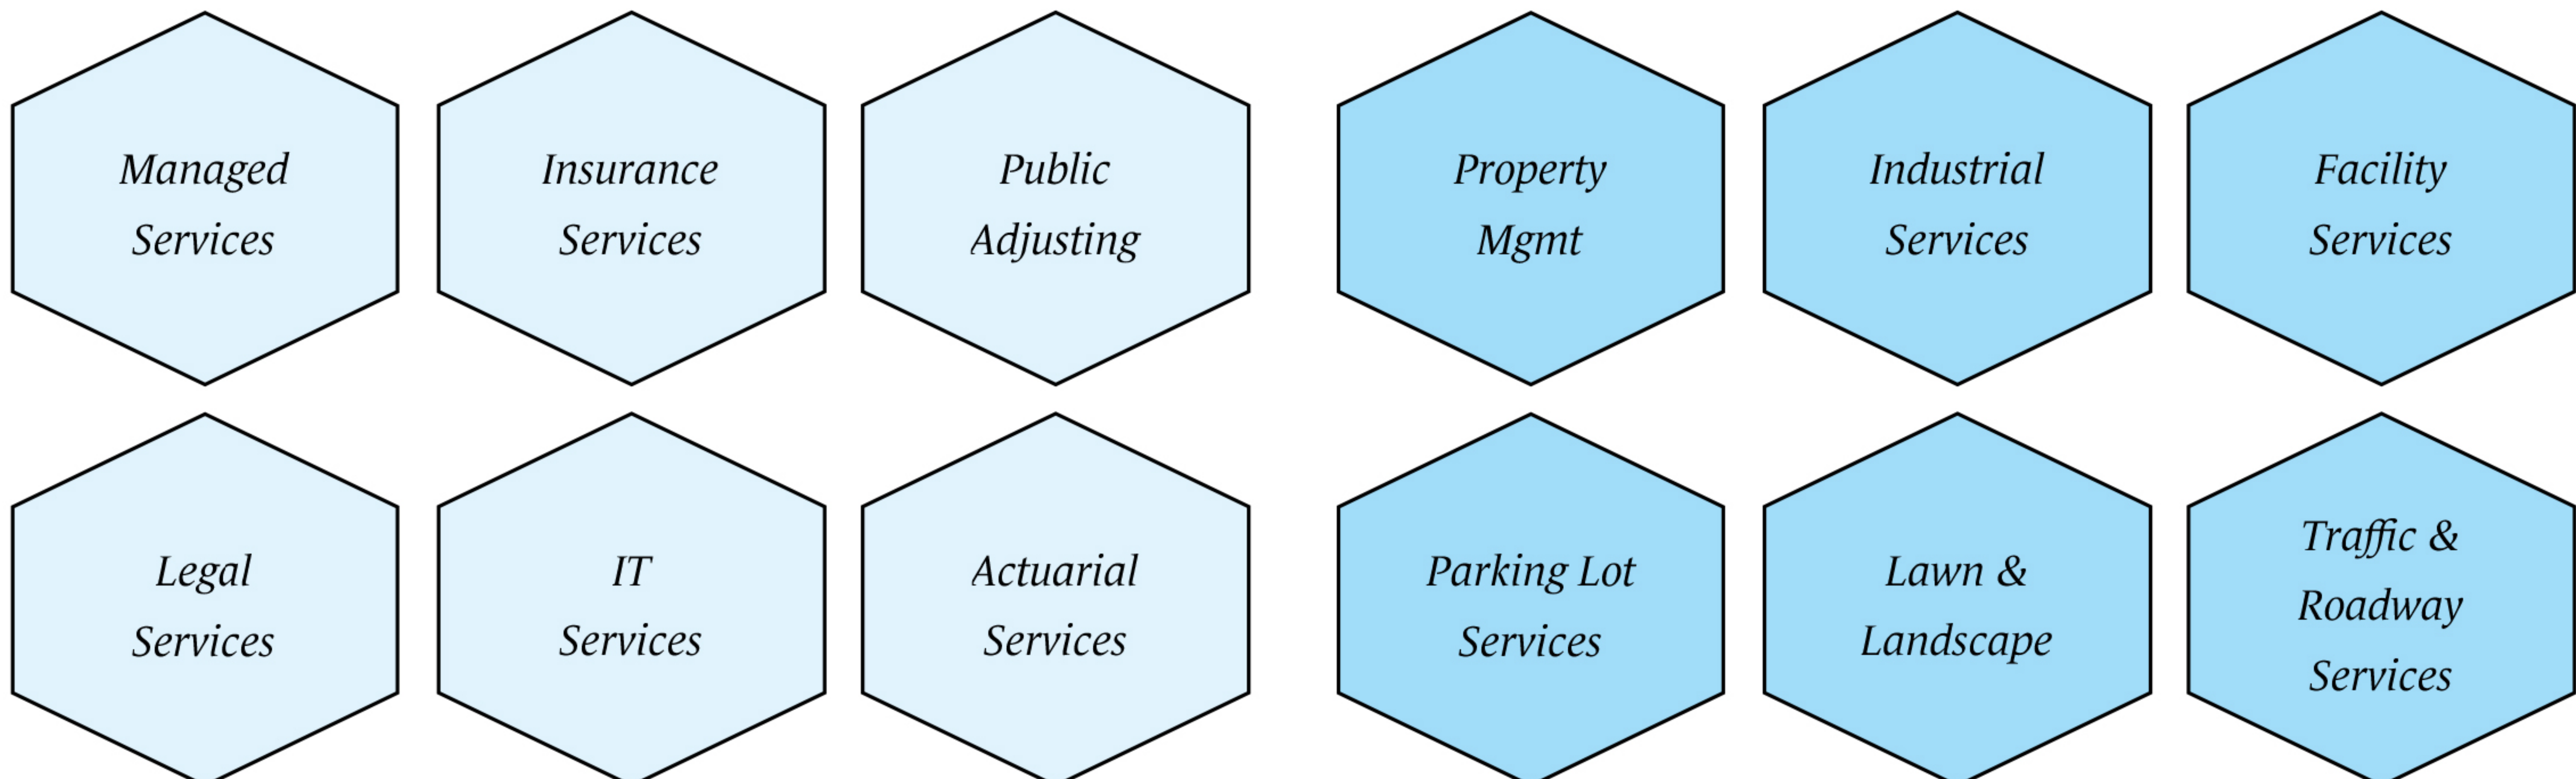 Managed
Services
Insurance
Services
Public
Adjusting
Property
Mgmt
Industrial
Services
Facility
Services
Legal
Services
IT
Services
Actuarial
Services
Parking Lot
Services
Lawn &
Landscape
Traffic &
Roadway
Services